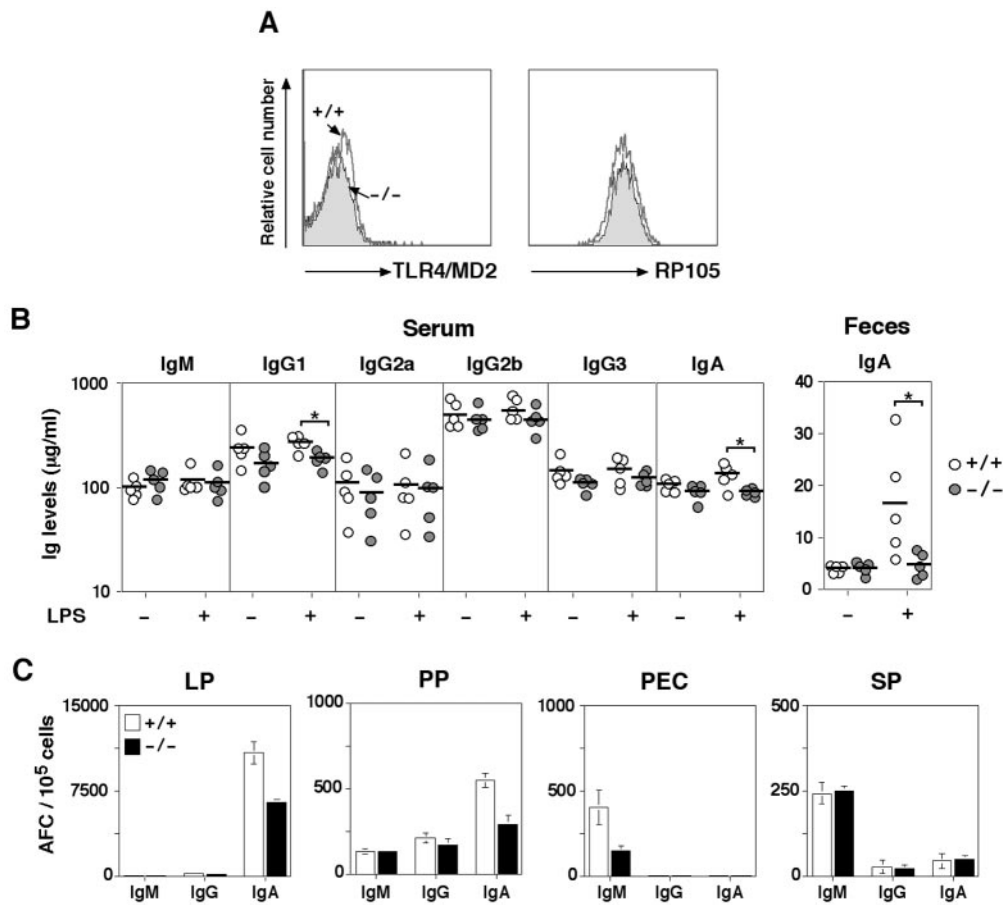 A
Relative cell number
+/+
−/−
TLR4/MD2
RP105
B
Serum
Feces
IgM IgG1 IgG2a IgG2b IgG3 IgA
IgA
Ig levels (µg/ml)
1000
100
10
* *
40
30
20
10
0
*
+/+
−/−
LPS − + − + − + − + − + − +
− +
C
LP PP PEC SP
AFC / 10⁵ cells
15000
7500
0
+/+
−/−
IgM IgG IgA
1000
500
0
IgM IgG IgA
1000
500
0
IgM IgG IgA
500
250
0
IgM IgG IgA